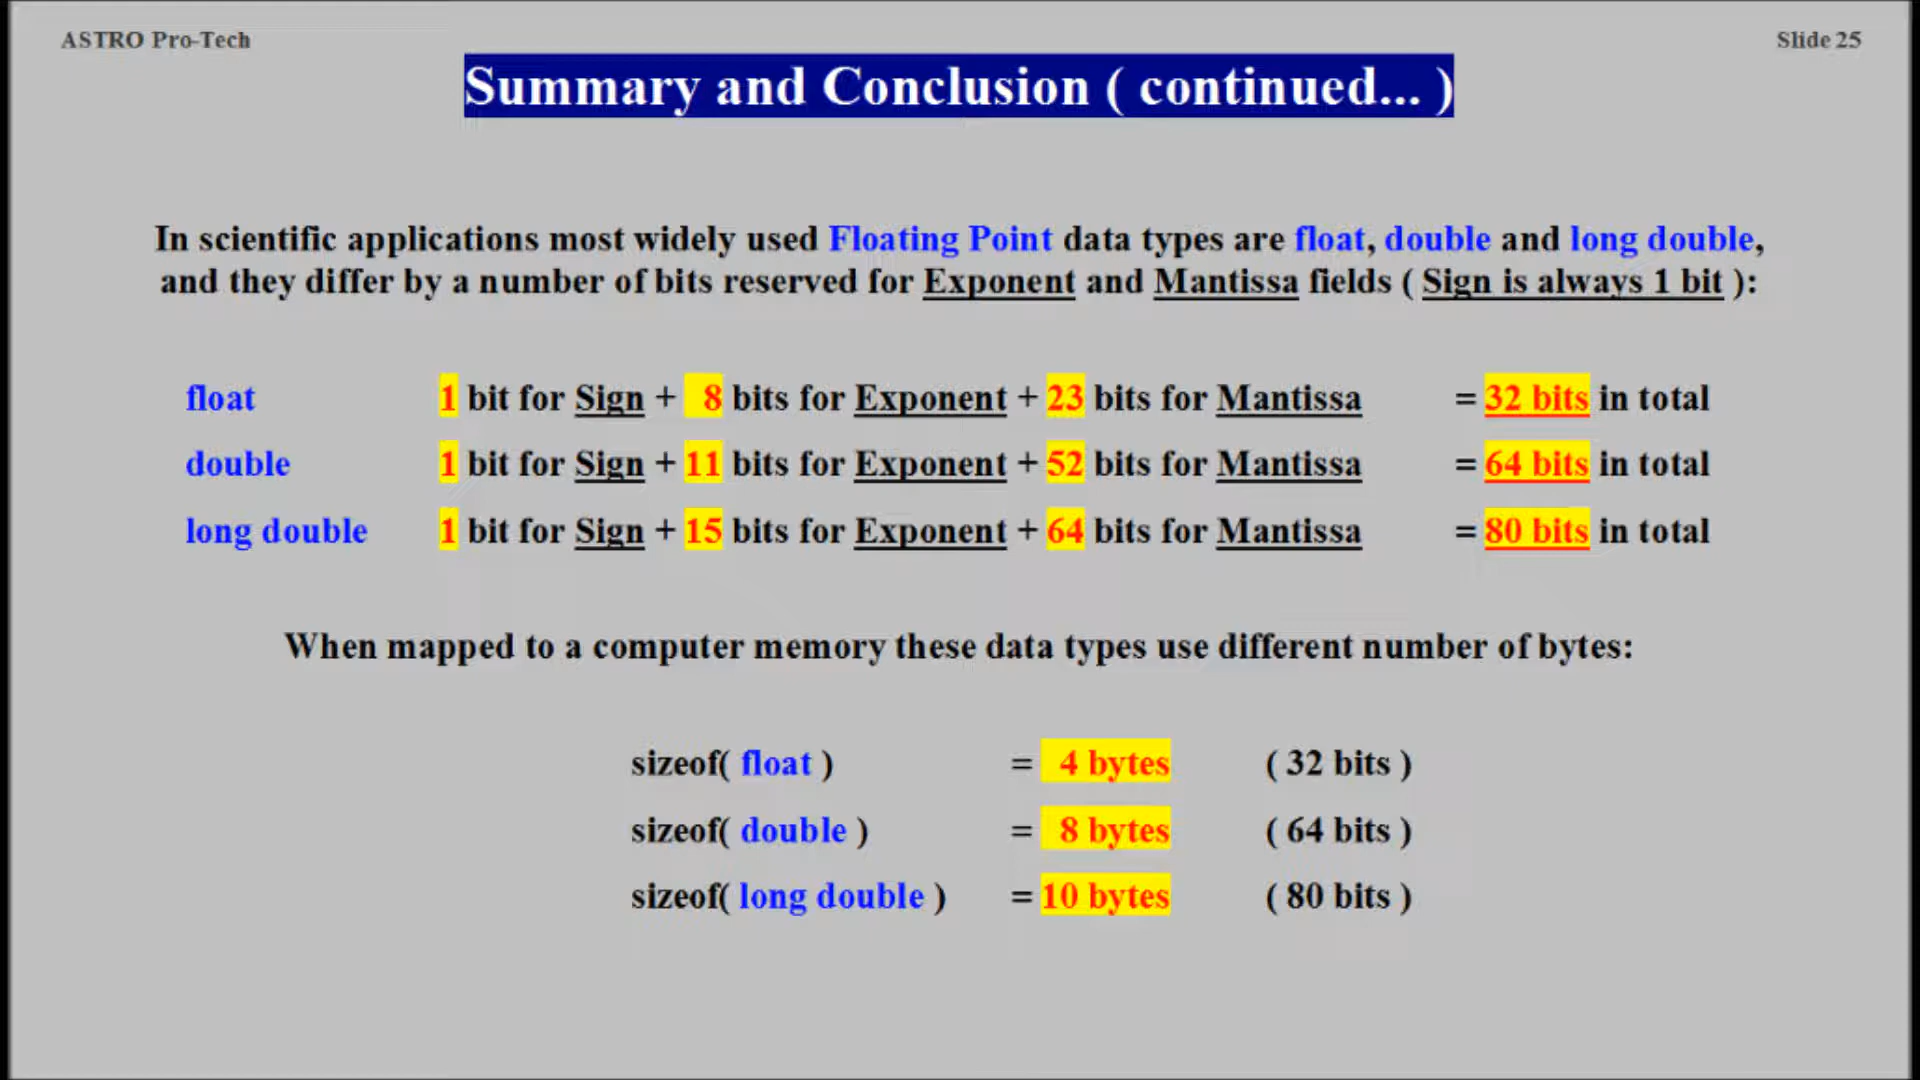 ASTRO Pro-Tech
Slide 25
Summary and Conclusion ( continued... )
In scientific applications most widely used Floating Point data types are float, double and long double,
and they differ by a number of bits reserved for Exponent and Mantissa fields ( Sign is always 1 bit ):
float 1 bit for Sign + 8 bits for Exponent + 23 bits for Mantissa = 32 bits in total
double 1 bit for Sign + 11 bits for Exponent + 52 bits for Mantissa = 64 bits in total
long double 1 bit for Sign + 15 bits for Exponent + 64 bits for Mantissa = 80 bits in total
When mapped to a computer memory these data types use different number of bytes:
sizeof( float ) = 4 bytes ( 32 bits )
sizeof( double ) = 8 bytes ( 64 bits )
sizeof( long double ) = 10 bytes ( 80 bits )